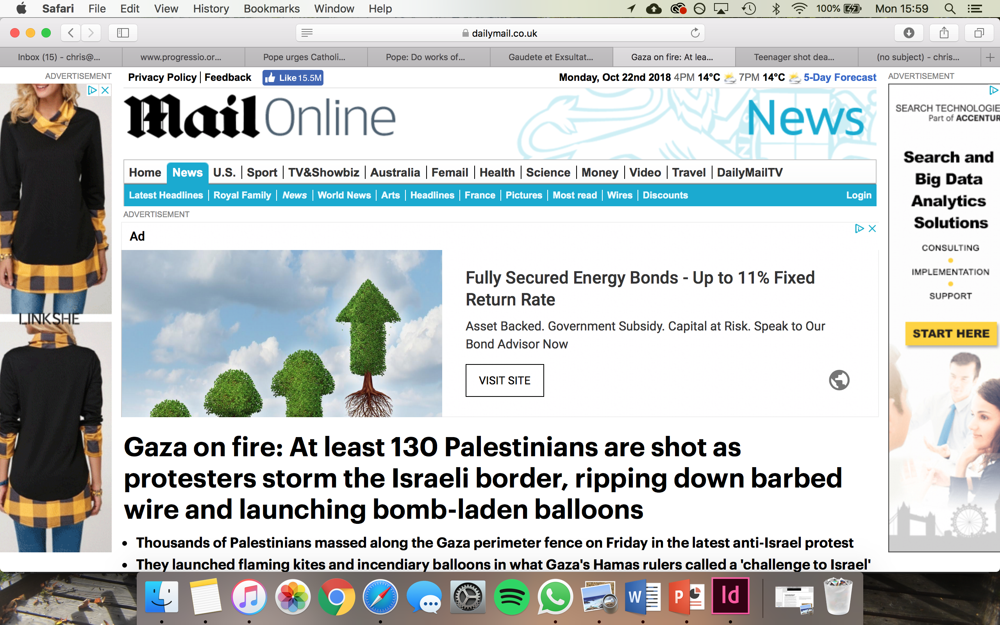 Safari File Edit View History Bookmarks Window Help 100% Mon 15:59
dailymail.co.uk
Inbox (15) - chris@... www.progressio.or... Pope urges Catholi... Pope: Do works of... Gaudete et Exsultat... Gaza on fire: At lea... Teenager shot dea... (no subject) - chris...
ADVERTISEMENT
Privacy Policy Feedback Like 15.5M Monday, Oct 22nd 2018 4PM 14°C 7PM 14°C 5-Day Forecast
ADVERTISEMENT
Mail Online
News
Home News U.S. Sport TV&Showbiz Australia Femail Health Science Money Video Travel DailyMailTV
Latest Headlines Royal Family News World News Arts Headlines France Pictures Most read Wires Discounts Login
ADVERTISEMENT
Ad
Fully Secured Energy Bonds - Up to 11% Fixed
Return Rate
Asset Backed. Government Subsidy. Capital at Risk. Speak to Our
Bond Advisor Now
VISIT SITE
LINKSHE
SEARCH TECHNOLOGIE
Part of ACCENTUR
Search and
Big Data
Analytics
Solutions
CONSULTING
IMPLEMENTATION
SUPPORT
START HERE
Gaza on fire: At least 130 Palestinians are shot as
protesters storm the Israeli border, ripping down barbed
wire and launching bomb-laden balloons
• Thousands of Palestinians massed along the Gaza perimeter fence on Friday in the latest anti-Israel protest
• They launched flaming kites and incendiary balloons in what Gaza's Hamas rulers called a 'challenge to Israel'
W P Id